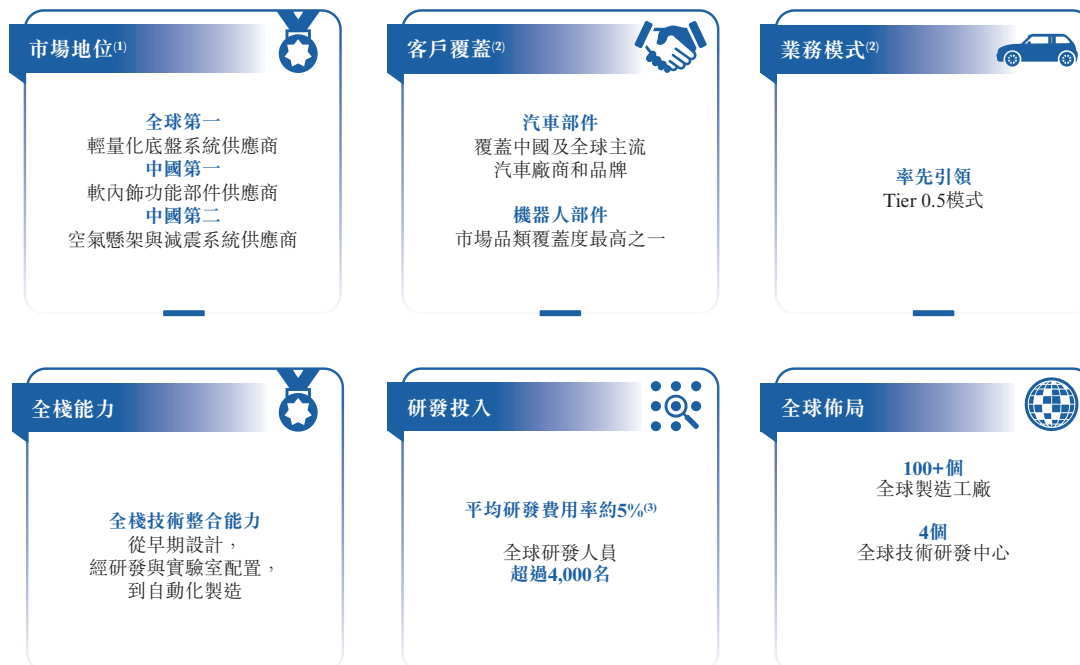 市場地位(1)
全球第一
輕量化底盤系統供應商
中國第一
軟內飾功能部件供應商
中國第二
空氣懸架與減震系統供應商
客戶覆蓋(2)
汽車部件
覆蓋中國及全球主流
汽車廠商和品牌
機器人部件
市場品類覆蓋度最高之一
業務模式(2)
率先引領
Tier 0.5模式
全棧能力
全棧技術整合能力
從早期設計，
經研發與實驗室配置，
到自動化製造
研發投入
平均研發費用率約5%(3)
全球研發人員
超過4,000名
全球佈局
100+個
全球製造工廠
4個
全球技術研發中心